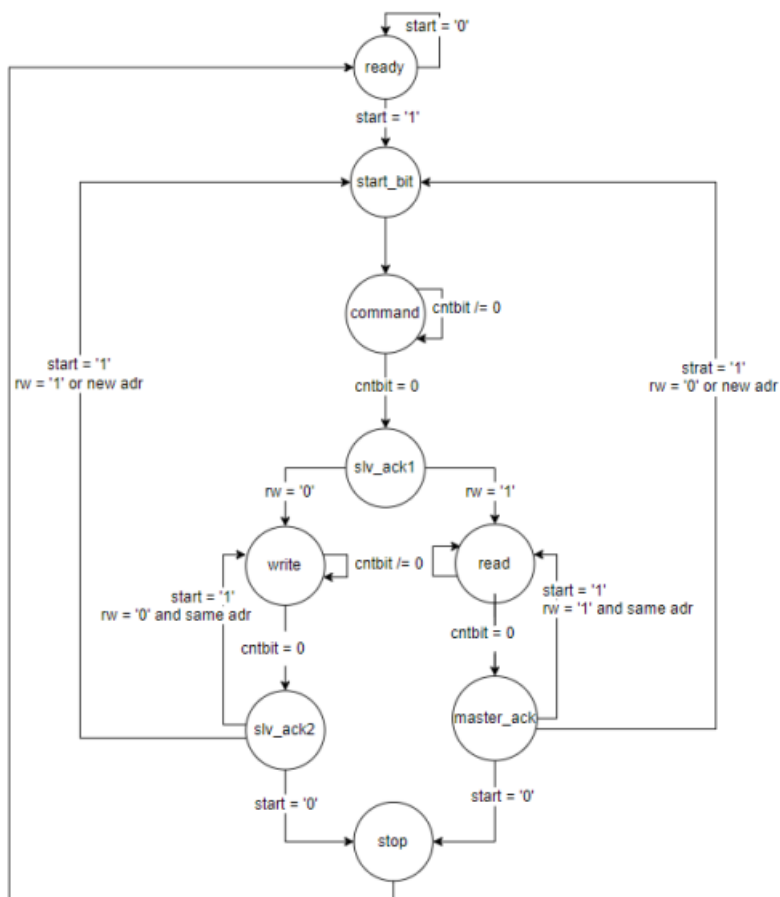 start = '0'
ready
start = '1'
start_bit
command
cntbit /= 0
start = '1'
rw = '1' or new adr
strat = '1'
rw = '0' or new adr
cntbit = 0
slv_ack1
rw = '0'
rw = '1'
write
cntbit /= 0
read
start = '1'
rw = '0' and same adr
start = '1'
rw = '1' and same adr
cntbit = 0
cntbit = 0
slv_ack2
master_ack
start = '0'
start = '0'
stop